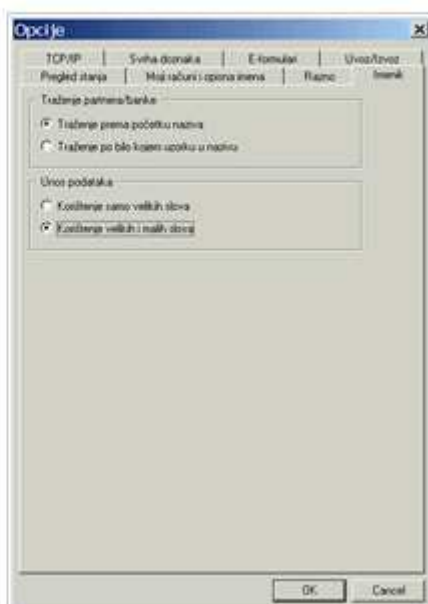 Opcije
TCP/IP Svrha doznaka E-formulari Uvoz/Izvoz
Pregled stanja Moji računi i opisna imena Razno Imenik
Traženje partnera/banke
Traženje prema početku naziva
Traženje po bilo kojem uzorku u nazivu
Unos podataka
Korištenje samo velikih slova
Korištenje velikih i malih slova
OK Cancel